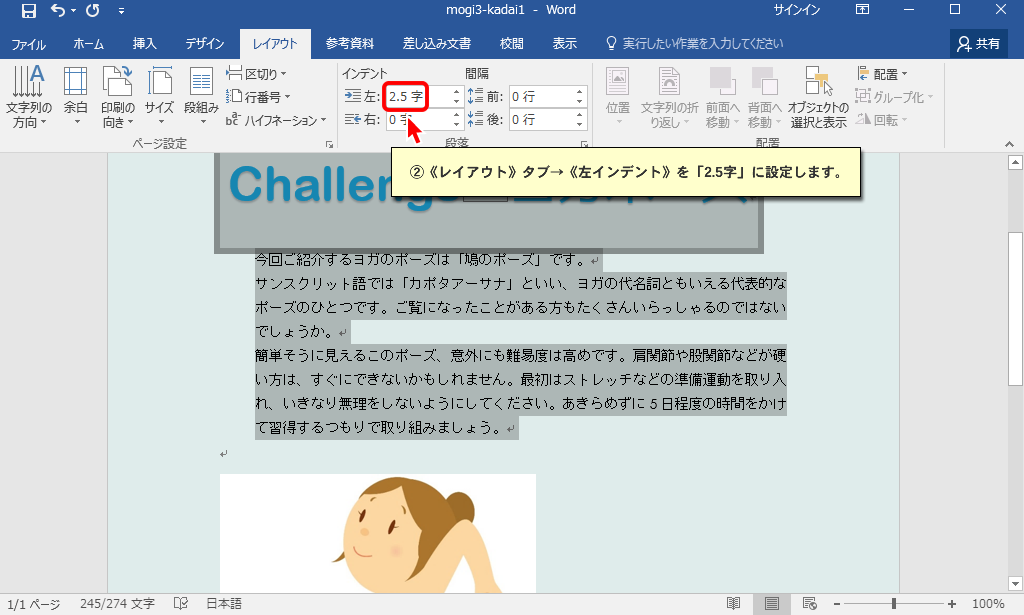 mogi3-kadai1 - Word
サインイン
ファイル ホーム 挿入 デザイン レイアウト 参考資料 差し込み文書 校閲 表示 実行したい作業を入力してください 共有
文字列の方向
余白
印刷の向き
サイズ
段組み
区切り
行番号
ハイフネーション
ページ設定
インデント 間隔
左: 2.5 字 前: 0 行
右: 0 字 後: 0 行
段落
位置
文字列の折り返し
前面へ移動
背面へ移動
オブジェクトの選択と表示
配置
グループ化
回転
配置
②《レイアウト》タブ→《左インデント》を「2.5字」に設定します。
Challenge
今回ご紹介するヨガのポーズは「鳩のポーズ」です。
サンスクリット語では「カポタアーサナ」といい、ヨガの代名詞ともいえる代表的な
ポーズのひとつです。ご覧になったことがある方もたくさんいらっしゃるのではない
でしょうか。
簡単そうに見えるこのポーズ、意外にも難易度は高めです。肩関節や股関節などが硬
い方は、すぐにできないかもしれません。最初はストレッチなどの準備運動を取り入
れ、いきなり無理をしないようにしてください。あきらめずに 5 日程度の時間をかけ
て習得するつもりで取り組みましょう。
1/1 ページ 245/274 文字 日本語 100%